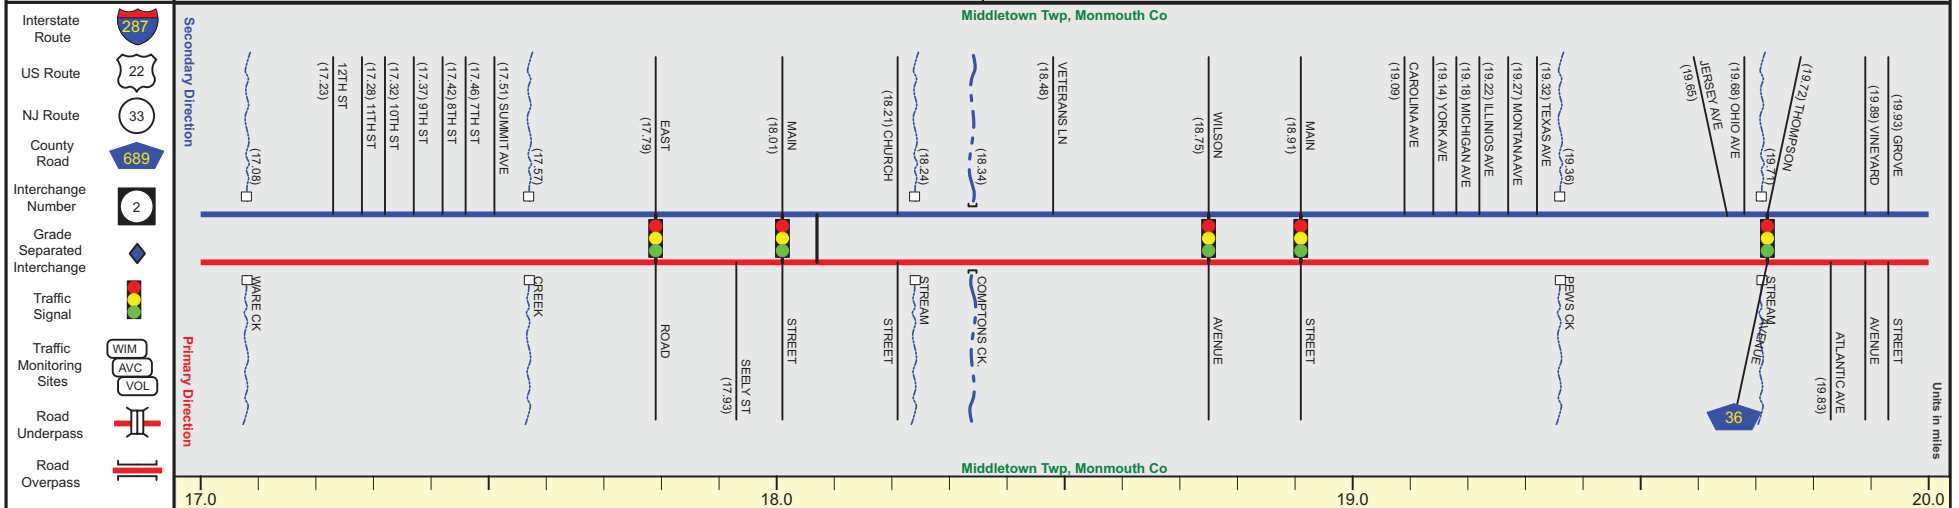 Interstate
Route
287
US Route
22
NJ Route
33
County
Road
689
Interchange
Number
2
Grade
Separated
Interchange
Traffic
Signal
Traffic
Monitoring
Sites
WIM
AVC
VOL
Road
Underpass
Road
Overpass
Secondary Direction
Primary Direction
Middletown Twp, Monmouth Co
(17.08)
12TH ST
(17.23)
(17.28) 11TH ST
(17.32) 10TH ST
(17.37) 9TH ST
(17.42) 8TH ST
(17.46) 7TH ST
(17.51) SUMMIT AVE
(17.57)
EAST
(17.79)
MAIN
(18.01)
(18.21) CHURCH
(18.24)
(18.34)
VETERANS LN
(18.48)
WILSON
(18.75)
MAIN
(18.91)
CAROLINA AVE
(19.09)
(19.14) YORK AVE
(19.18) MICHIGAN AVE
(19.22) ILLINIOS AVE
(19.27) MONTANA AVE
(19.32) TEXAS AVE
(19.36)
JERSEY AVE
(19.65)
(19.68) OHIO AVE
(19.71)
(19.72) THOMPSON
(19.89) VINEYARD
(19.93) GROVE
WARE CK
CREEK
ROAD
SEELY ST
(17.93)
STREET
STREET
STREAM
COMPTONS CK.
AVENUE
STREET
PEWS CK
STREAM
AVENUE
36
ATLANTIC AVE
(19.83)
AVENUE
STREET
Units in miles
Middletown Twp, Monmouth Co
17.0
18.0
19.0
20.0